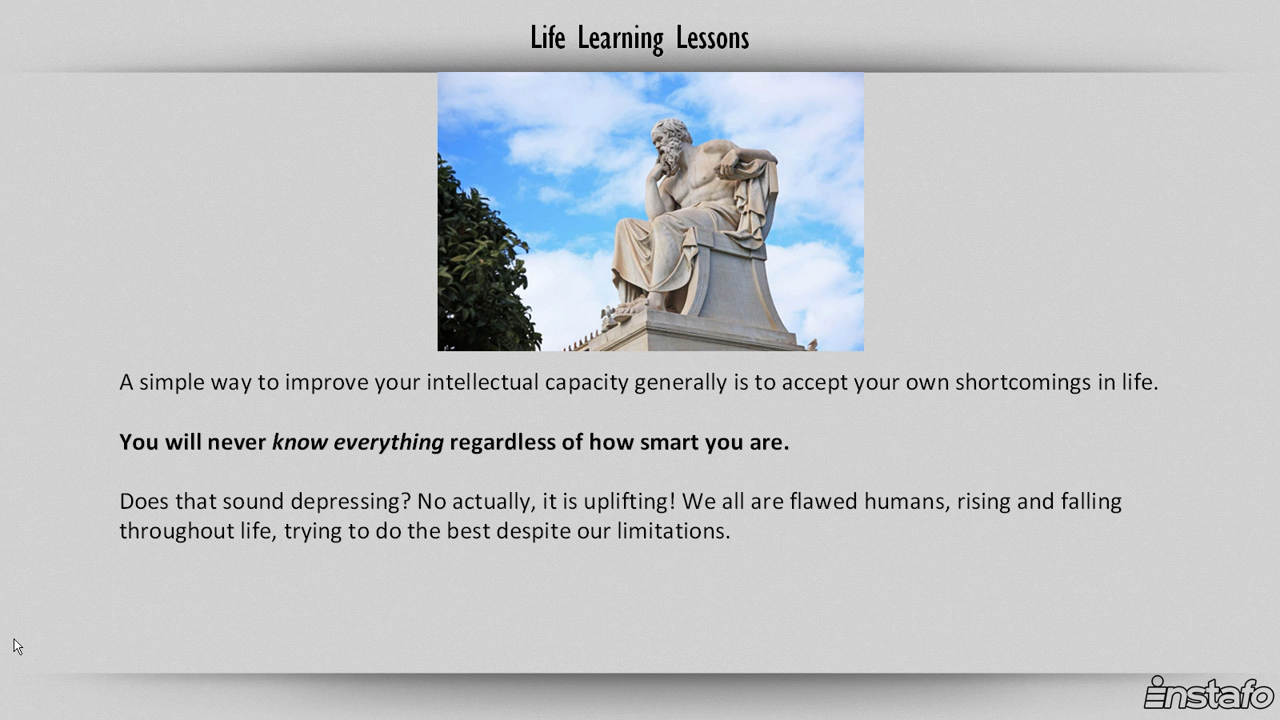 Life Learning Lessons
A simple way to improve your intellectual capacity generally is to accept your own shortcomings in life.
You will never know everything regardless of how smart you are.
Does that sound depressing? No actually, it is uplifting! We all are flawed humans, rising and falling
throughout life, trying to do the best despite our limitations.
instafo